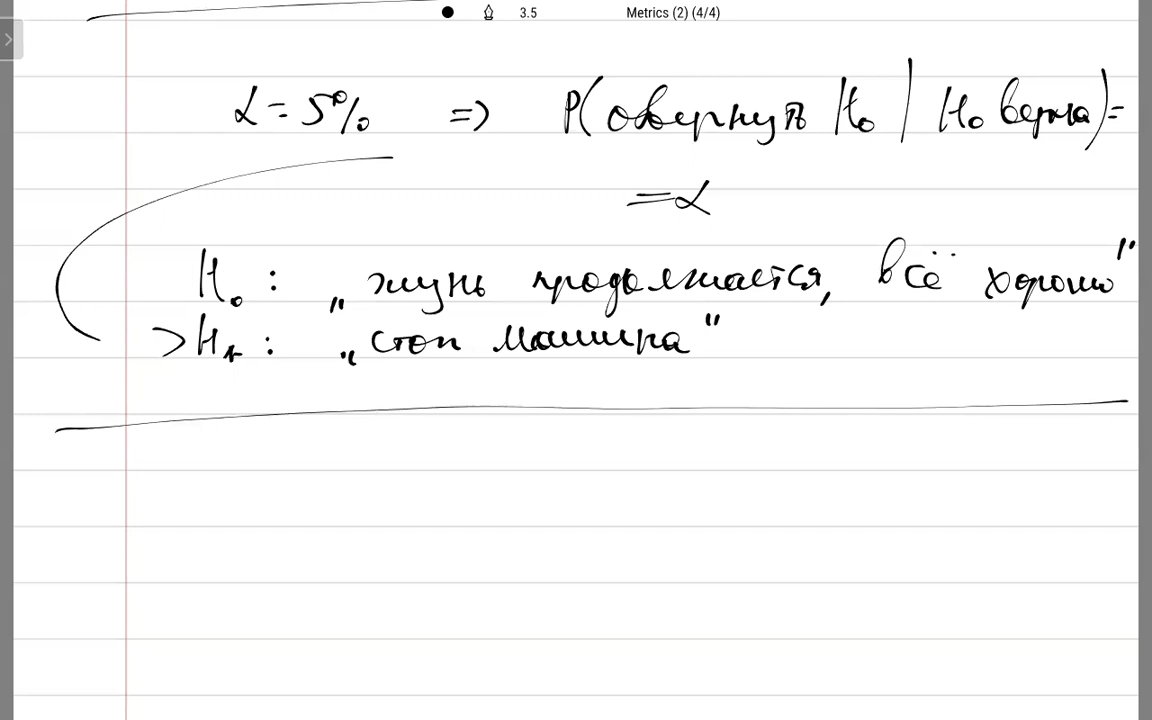 3.5 Metrics (2) (4/4)
α = 5% => P(отвергнуть H₀ | H₀ верна) =
= α
H₀ : „жизнь продолжается, всё хорошо"
> H₁ : „стоп машина"